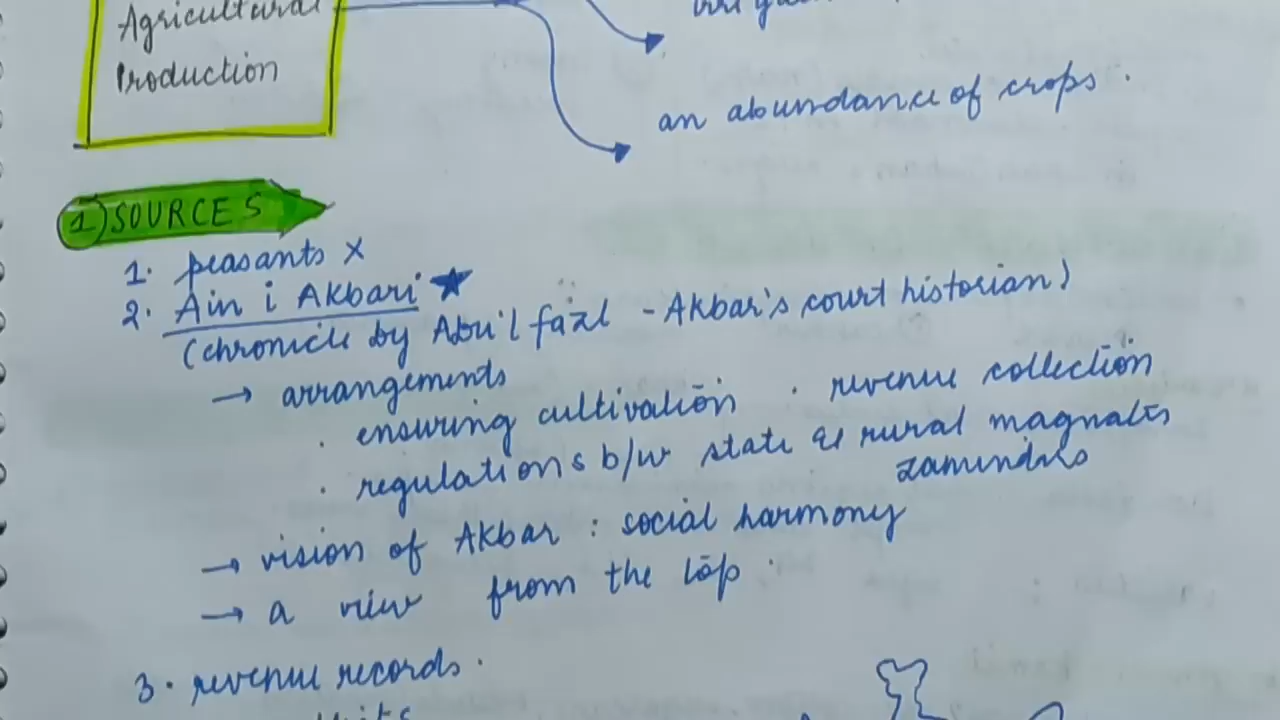 Agricultural
Production
an abundance of crops.
1) SOURCES
1. peasants x
2. Ain i Akbari ★
(chronicle by Abu'l fazl - Akbar's court historian)
→ arrangements
. ensuring cultivation . revenue collection
. regulations b/w state & rural magnates
zamindars
→ vision of Akbar : social harmony
→ a view from the top.
3. revenue records.